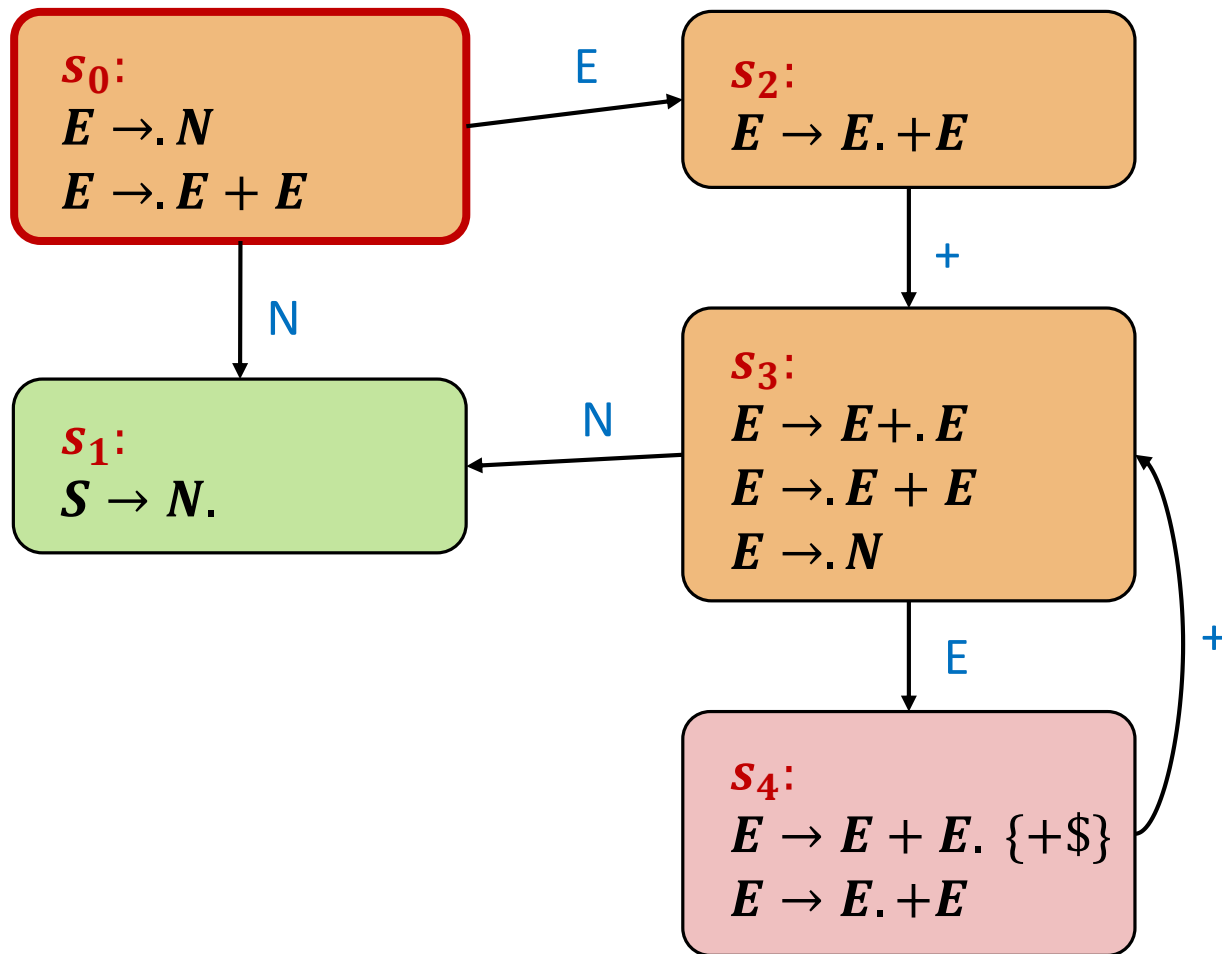 s₀:
E →. N
E →. E + E
E
s₂:
E → E. +E
N
+
s₁:
S → N.
N
s₃:
E → E+. E
E →. E + E
E →. N
E
+
s₄:
E → E + E. {+$}
E → E. +E